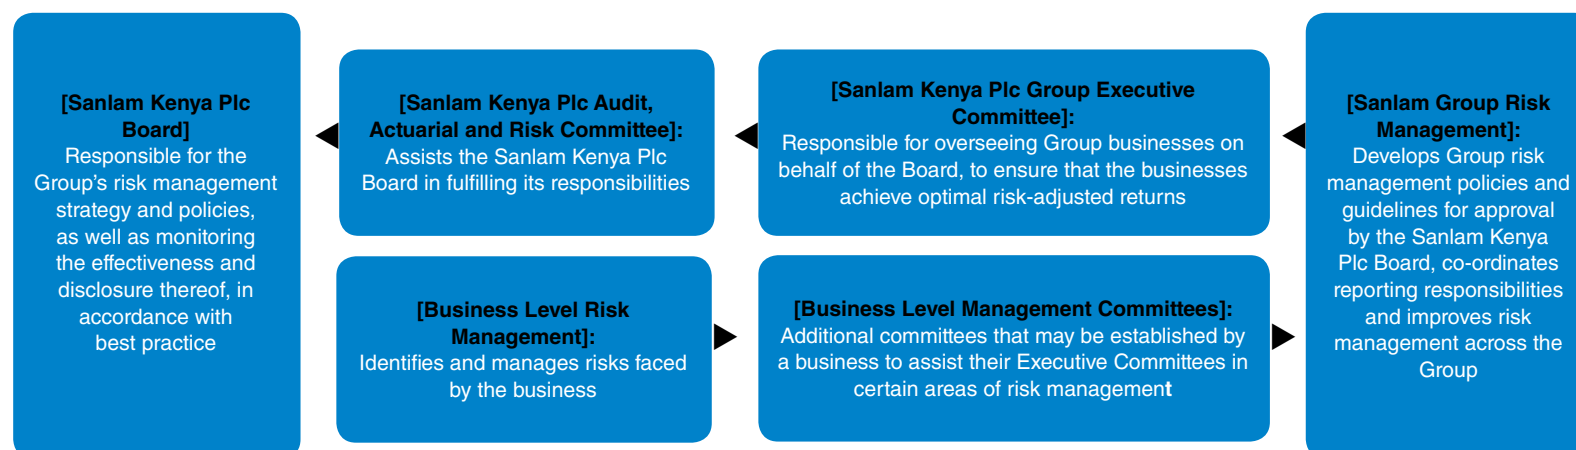 [Sanlam Kenya Plc
Board]
Responsible for the
Group's risk management
strategy and policies,
as well as monitoring
the effectiveness and
disclosure thereof, in
accordance with
best practice
[Sanlam Kenya Plc Audit,
Actuarial and Risk Committee]:
Assists the Sanlam Kenya Plc
Board in fulfilling its responsibilities
[Sanlam Kenya Plc Group Executive
Committee]:
Responsible for overseeing Group businesses on
behalf of the Board, to ensure that the businesses
achieve optimal risk-adjusted returns
[Sanlam Group Risk
Management]:
Develops Group risk
management policies and
guidelines for approval
by the Sanlam Kenya
Plc Board, co-ordinates
reporting responsibilities
and improves risk
management across the
Group
[Business Level Risk
Management]:
Identifies and manages risks faced
by the business
[Business Level Management Committees]:
Additional committees that may be established by
a business to assist their Executive Committees in
certain areas of risk management